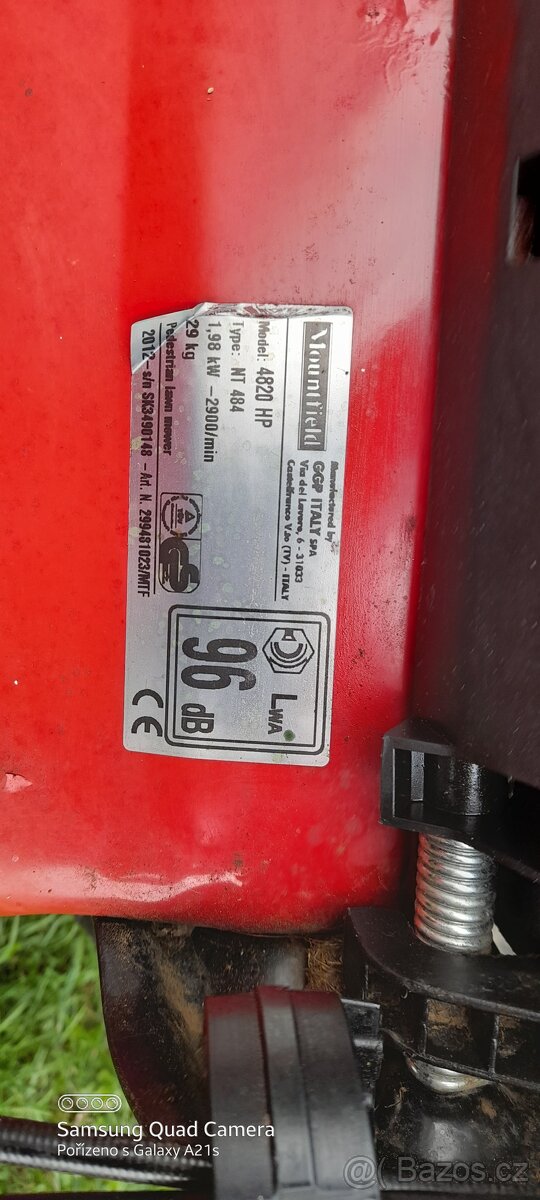 Mountfield
Manufactured by
GGP ITALY SPA
Via del Lavoro, 6 - 31033
Castelfranco V.to (TV) - ITALY
Model: 4820 HP
Type: NT 484
1,98 kW - 2900/min
29 kg
Pedestrian lawn mower
2012 - s/n SK3490148 - Art. N. 299481023/MTF
LWA
96
dB
CE
Samsung Quad Camera
Pořízeno s Galaxy A21s
Bazos.cz